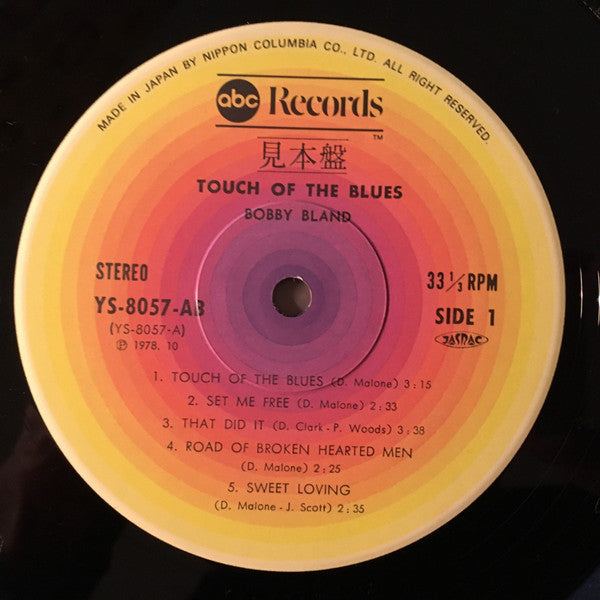 MADE IN JAPAN BY NIPPON COLUMBIA CO., LTD. ALL RIGHT RESERVED.
abc Records
TM
見本盤
TOUCH OF THE BLUES
BOBBY BLAND
STEREO
33 1/3 RPM
YS-8057-AB
SIDE 1
(YS-8057-A)
JASRAC
Ⓟ 1978. 10
1. TOUCH OF THE BLUES (D. Malone) 3:15
2. SET ME FREE (D. Malone) 2:33
3. THAT DID IT (D. Clark - P. Woods) 3:38
4. ROAD OF BROKEN HEARTED MEN
(D. Malone) 2:25
5. SWEET LOVING
(D. Malone - J. Scott) 2:35